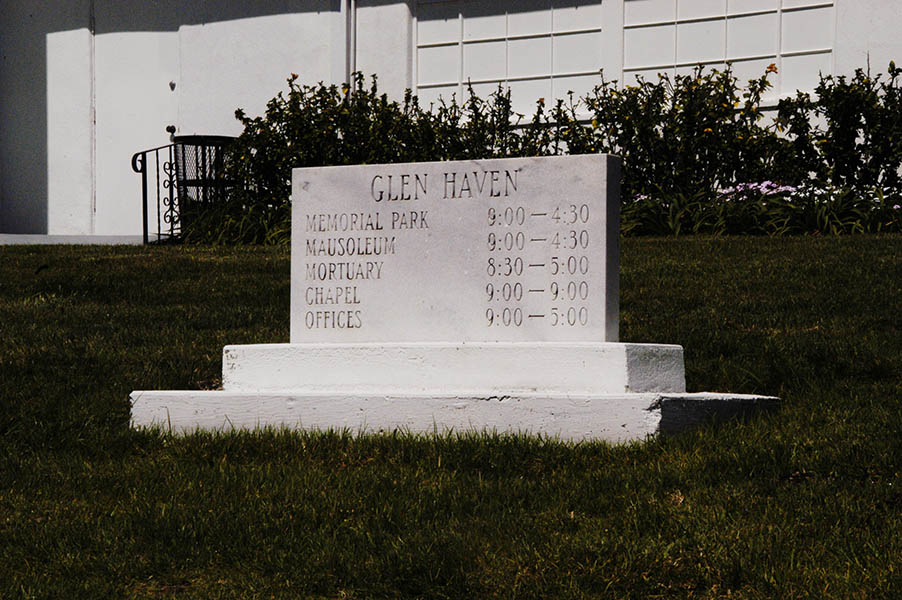 GLEN HAVEN
MEMORIAL PARK 9:00 — 4:30
MAUSOLEUM 9:00 — 4:30
MORTUARY 8:30 — 5:00
CHAPEL 9:00 — 9:00
OFFICES 9:00 — 5:00